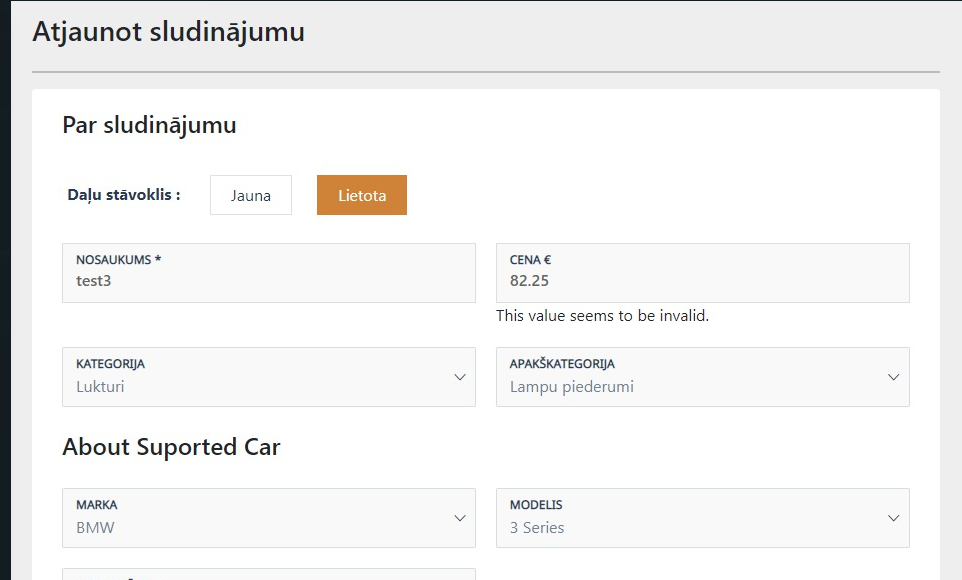 Atjaunot sludinājumu
Par sludinājumu
Daļu stāvoklis : Jauna Lietota
NOSAUKUMS * CENA €
test3 82.25
This value seems to be invalid.
KATEGORIJA APAKŠKATEGORIJA
Lukturi Lampu piederumi
About Suported Car
MARKA MODELIS
BMW 3 Series